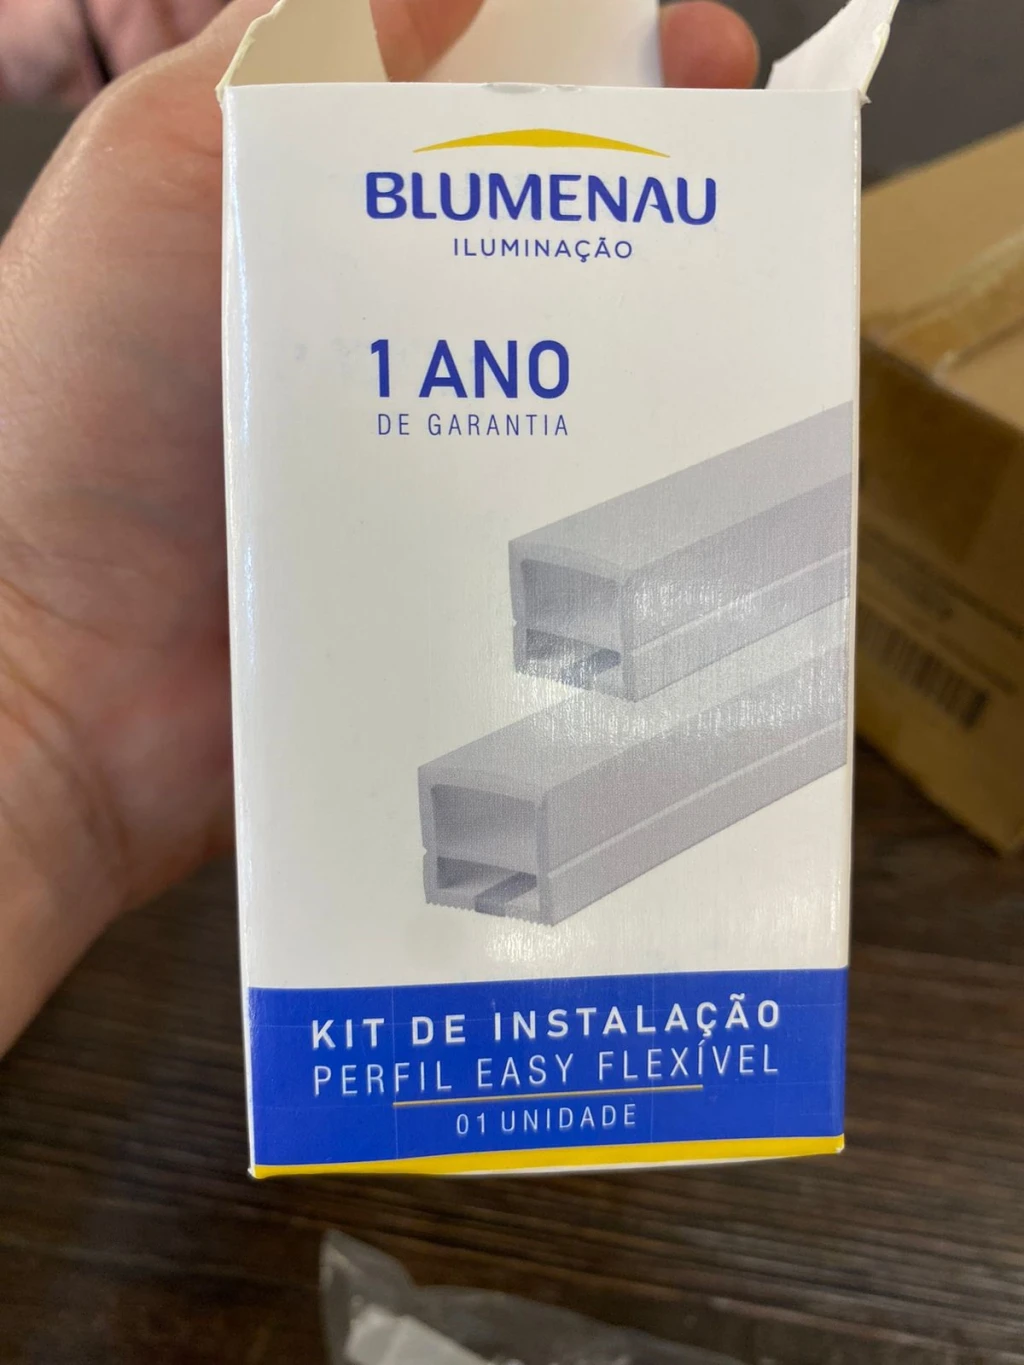 BLUMENAU
ILUMINAÇÃO
1 ANO
DE GARANTIA
KIT DE INSTALAÇÃO
PERFIL EASY FLEXÍVEL
01 UNIDADE